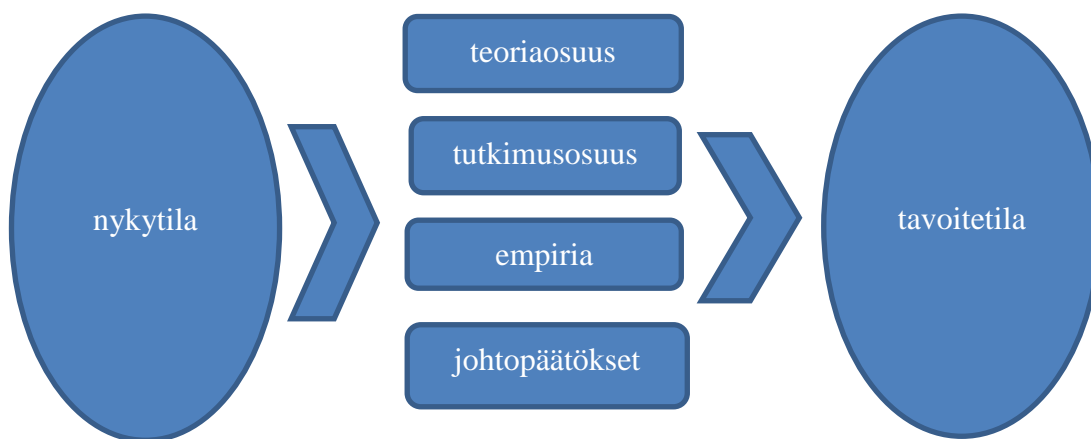 nykytila
teoriaosuus
tutkimusosuus
empiria
johtopäätökset
tavoitetila